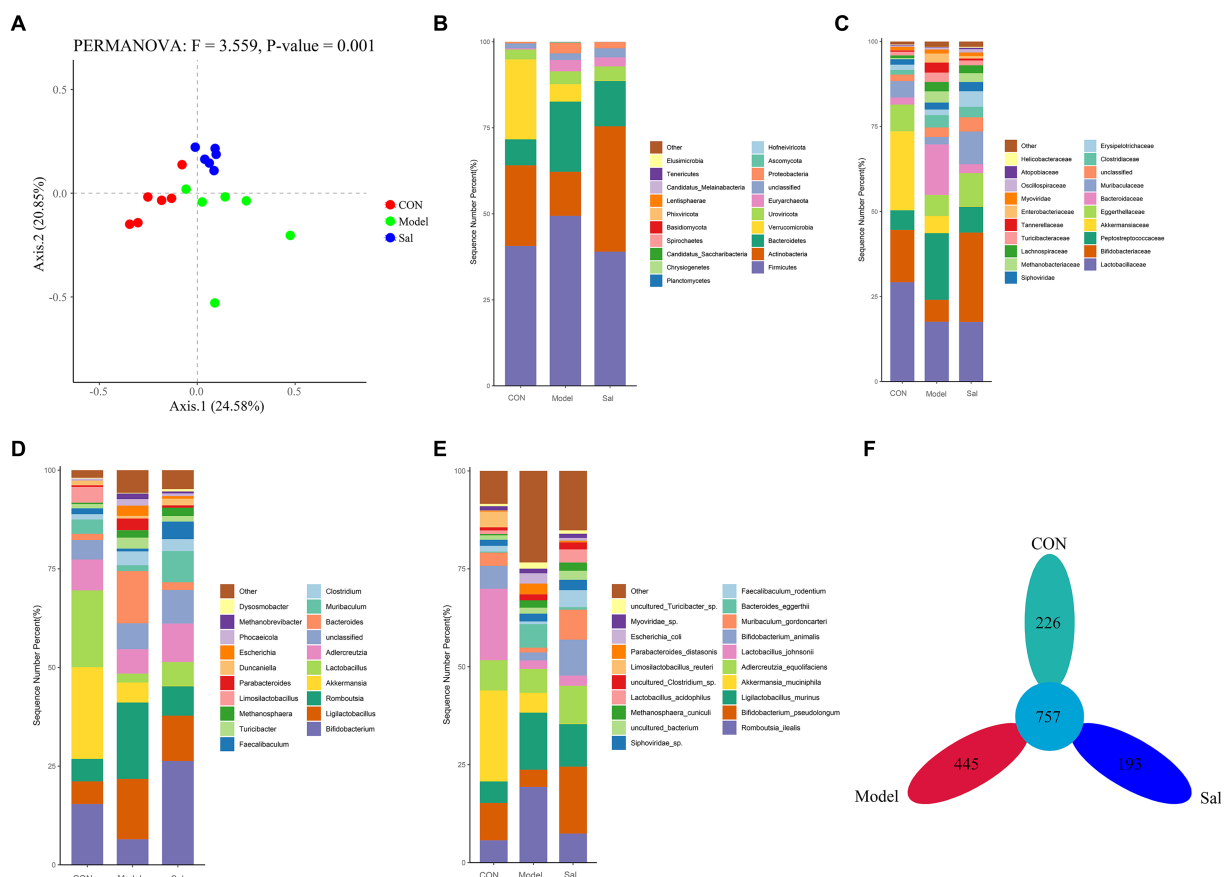 A
PERMANOVA: F = 3.559, P-value = 0.001
0.5
0.0
-0.5
-0.5
0.0
0.5
Axis.2 (20.85%)
Axis.1 (24.58%)
CON
Model
Sal
B
Sequence Number Percent(%)
100
75
50
25
0
CON
Model
Sal
Other
Elusimicrobia
Tenericutes
Candidatus_Melainabacteria
Lentisphaerae
Phixviricota
Basidiomycota
Spirochaetes
Candidatus_Saccharibacteria
Chrysiogenetes
Planctomycetes
Hofneiviricota
Ascomycota
Proteobacteria
unclassified
Euryarchaeota
Uroviricota
Verrucomicrobia
Bacteroidetes
Actinobacteria
Firmicutes
C
Sequence Number Percent(%)
100
75
50
25
0
CON
Model
Sal
Other
Helicobacteraceae
Atopobiaceae
Oscillospiraceae
Myoviridae
Enterobacteriaceae
Tannerellaceae
Turicibacteraceae
Lachnospiraceae
Methanobacteriaceae
Siphoviridae
Erysipelotrichaceae
Clostridiaceae
unclassified
Muribaculaceae
Bacteroidaceae
Eggerthellaceae
Akkermansiaceae
Peptostreptococcaceae
Bifidobacteriaceae
Lactobacillaceae
D
Sequence Number Percent(%)
100
75
50
25
0
CON
Model
Sal
Other
Dysosmobacter
Methanobrevibacter
Phocaeicola
Escherichia
Duncaniella
Parabacteroides
Limosilactobacillus
Methanosphaera
Turicibacter
Faecalibaculum
Clostridium
Muribaculum
Bacteroides
unclassified
Adlercreutzia
Lactobacillus
Akkermansia
Romboutsia
Ligilactobacillus
Bifidobacterium
E
Sequence Number Percent(%)
100
75
50
25
0
CON
Model
Sal
Other
uncultured_Turicibacter_sp.
Myoviridae_sp.
Escherichia_coli
Parabacteroides_distasonis
Limosilactobacillus_reuteri
uncultured_Clostridium_sp.
Lactobacillus_acidophilus
Methanosphaera_cuniculi
uncultured_bacterium
Siphoviridae_sp.
Faecalibaculum_rodentium
Bacteroides_eggerthii
Muribaculum_gordoncarteri
Bifidobacterium_animalis
Lactobacillus_johnsonii
Adlercreutzia_equolifaciens
Akkermansia_muciniphila
Ligilactobacillus_murinus
Bifidobacterium_pseudolongum
Romboutsia_ilealis
F
CON
226
757
445
193
Model
Sal